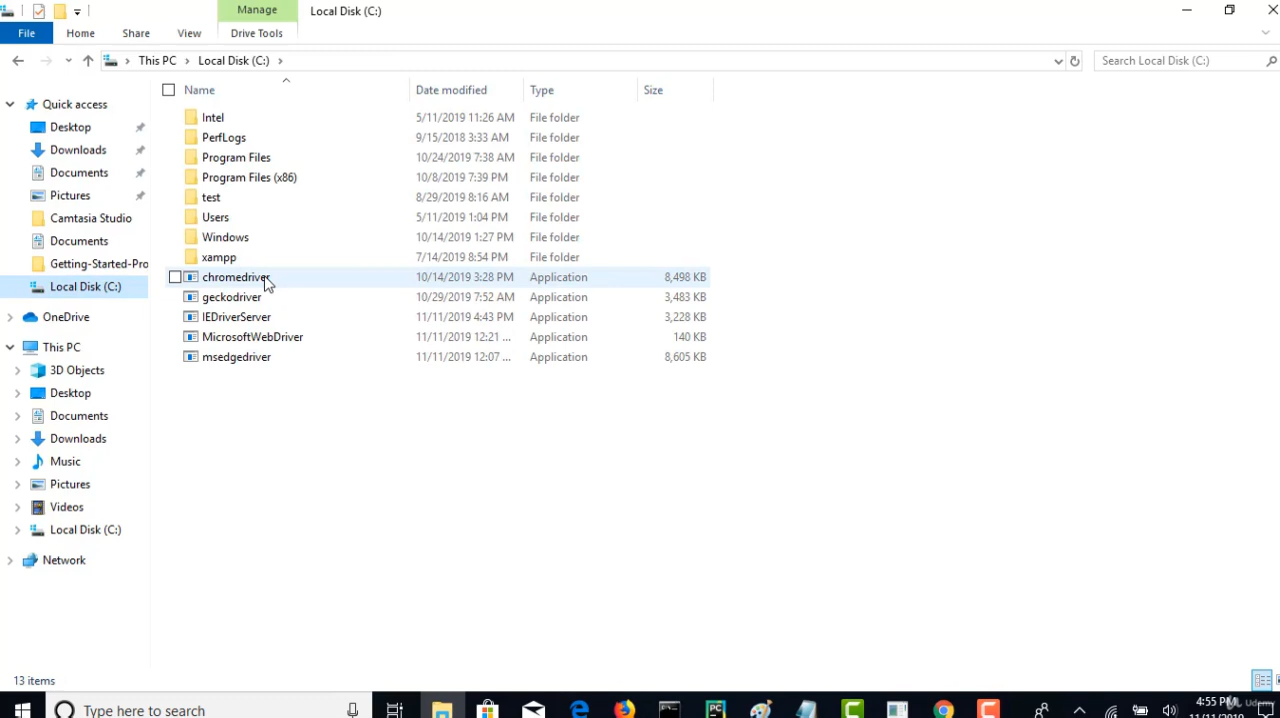 Manage
Local Disk (C:)
File
Home
Share
View
Drive Tools
This PC
Local Disk (C:)
Search Local Disk (C:)
Name
Date modified
Type
Size
Quick access
Desktop
Downloads
Documents
Pictures
Camtasia Studio
Documents
Getting-Started-Pro
Local Disk (C:)
OneDrive
This PC
3D Objects
Desktop
Documents
Downloads
Music
Pictures
Videos
Local Disk (C:)
Network
Intel 5/11/2019 11:26 AM File folder
PerfLogs 9/15/2018 3:33 AM File folder
Program Files 10/24/2019 7:38 AM File folder
Program Files (x86) 10/8/2019 7:39 PM File folder
test 8/29/2019 8:16 AM File folder
Users 5/11/2019 1:04 PM File folder
Windows 10/14/2019 1:27 PM File folder
xampp 7/14/2019 8:54 PM File folder
chromedriver 10/14/2019 3:28 PM Application 8,498 KB
geckodriver 10/29/2019 7:52 AM Application 3,483 KB
IEDriverServer 11/11/2019 4:43 PM Application 3,228 KB
MicrosoftWebDriver 11/11/2019 12:21 ... Application 140 KB
msedgedriver 11/11/2019 12:07 ... Application 8,605 KB
13 items
Type here to search
PC
4:55 PM
11/11/2019